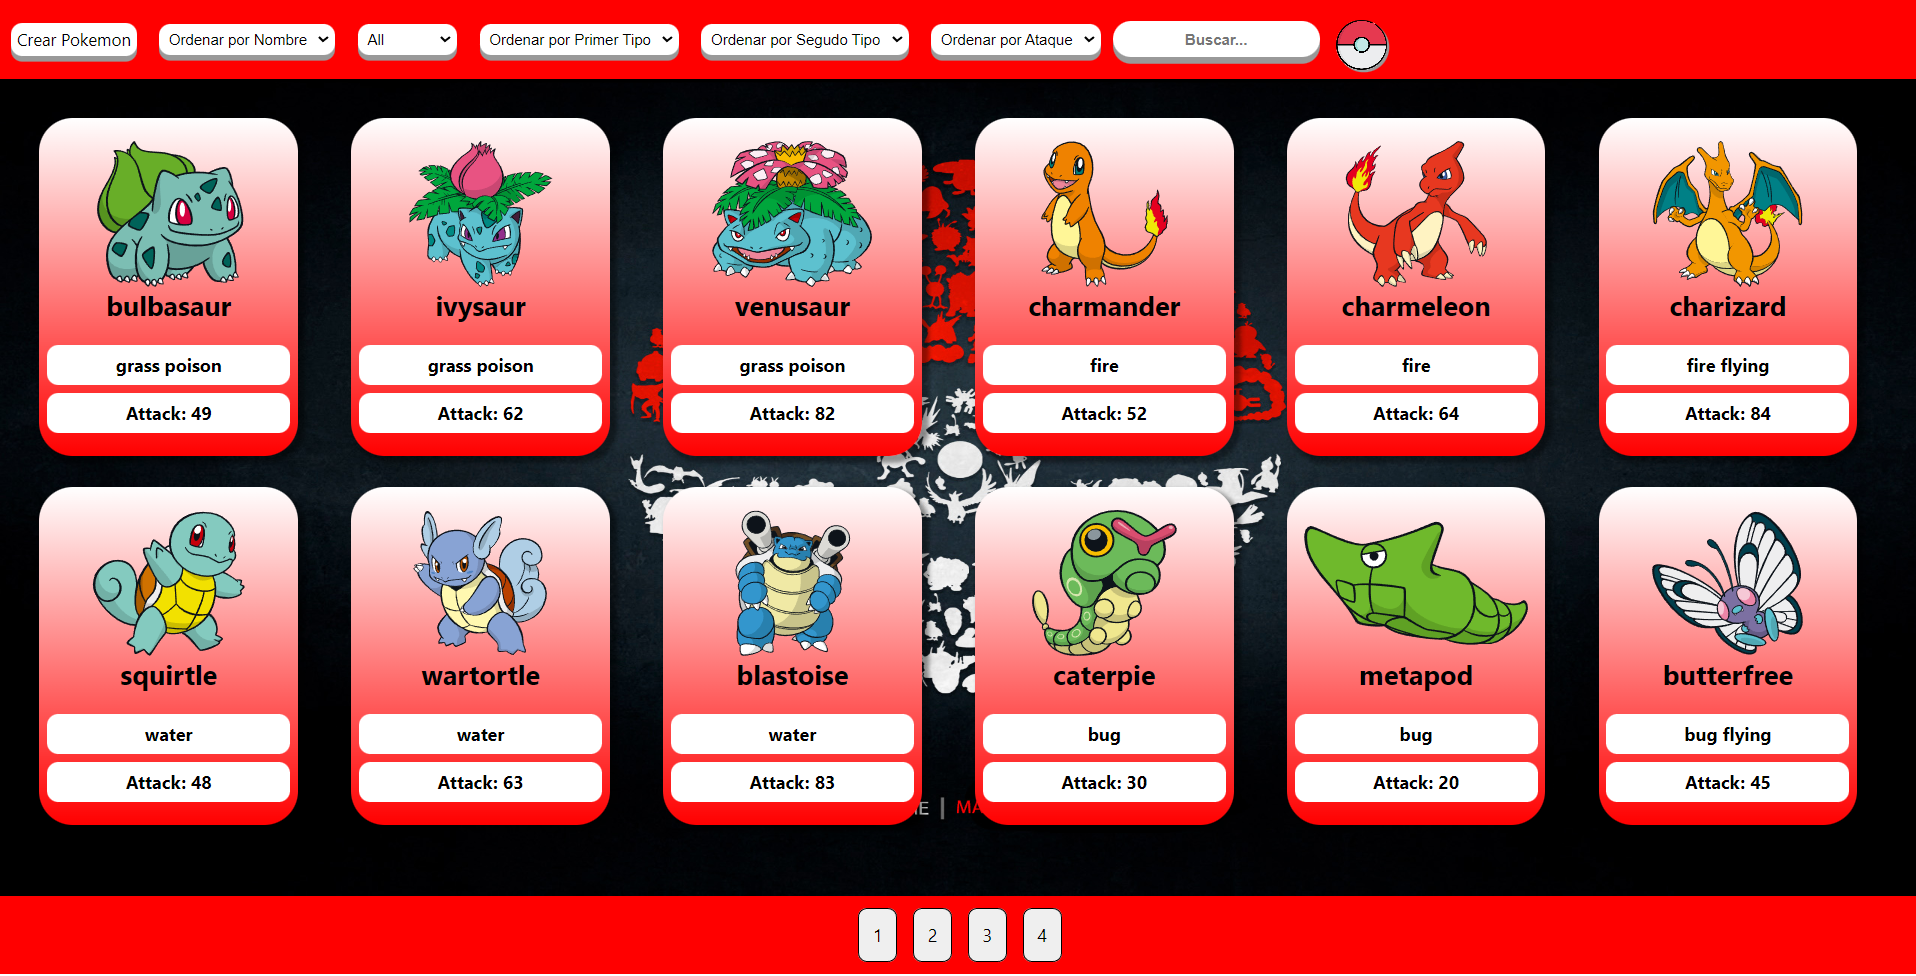 Crear Pokemon
Ordenar por Nombre
All
Ordenar por Primer Tipo
Ordenar por Segudo Tipo
Ordenar por Ataque
Buscar...
bulbasaur
grass poison
Attack: 49
ivysaur
grass poison
Attack: 62
venusaur
grass poison
Attack: 82
charmander
fire
Attack: 52
charmeleon
fire
Attack: 64
charizard
fire flying
Attack: 84
squirtle
water
Attack: 48
wartortle
water
Attack: 63
blastoise
water
Attack: 83
caterpie
bug
Attack: 30
metapod
bug
Attack: 20
butterfree
bug flying
Attack: 45
1
2
3
4